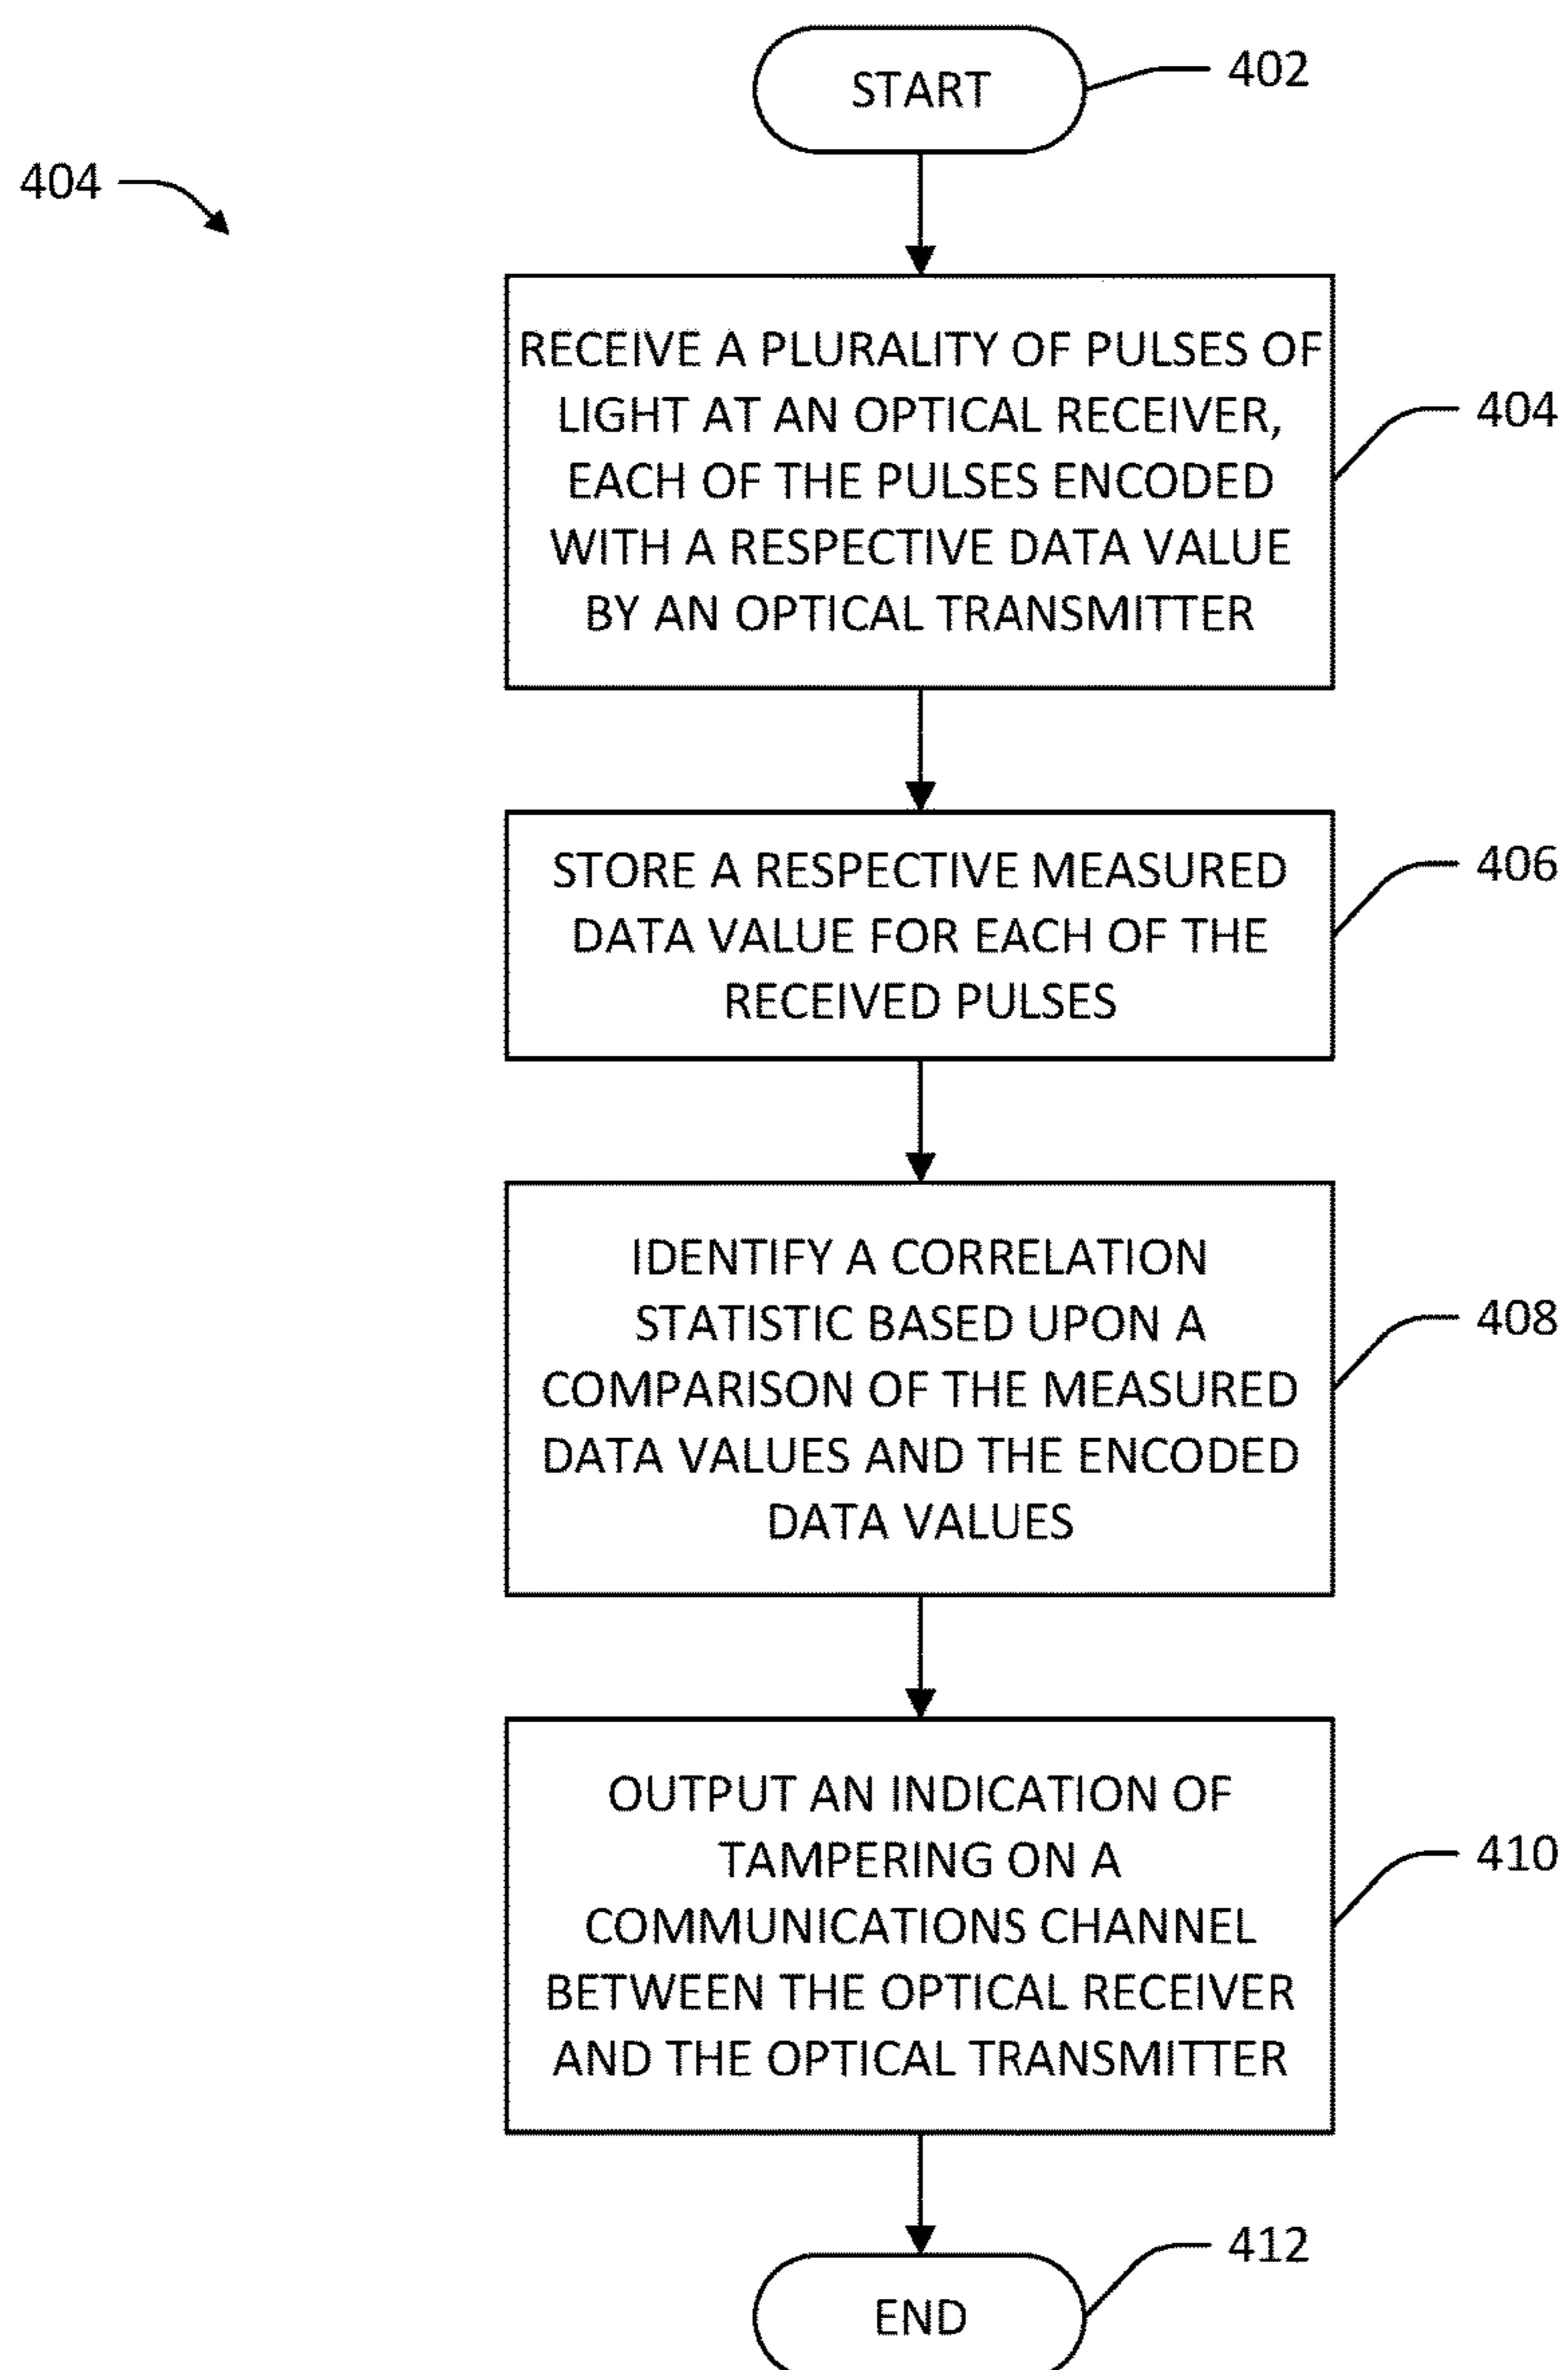 START
402
404
RECEIVE A PLURALITY OF PULSES OF
LIGHT AT AN OPTICAL RECEIVER,
EACH OF THE PULSES ENCODED
WITH A RESPECTIVE DATA VALUE
BY AN OPTICAL TRANSMITTER
404
STORE A RESPECTIVE MEASURED
DATA VALUE FOR EACH OF THE
RECEIVED PULSES
406
IDENTIFY A CORRELATION
STATISTIC BASED UPON A
COMPARISON OF THE MEASURED
DATA VALUES AND THE ENCODED
DATA VALUES
408
OUTPUT AN INDICATION OF
TAMPERING ON A
COMMUNICATIONS CHANNEL
BETWEEN THE OPTICAL RECEIVER
AND THE OPTICAL TRANSMITTER
410
END
412